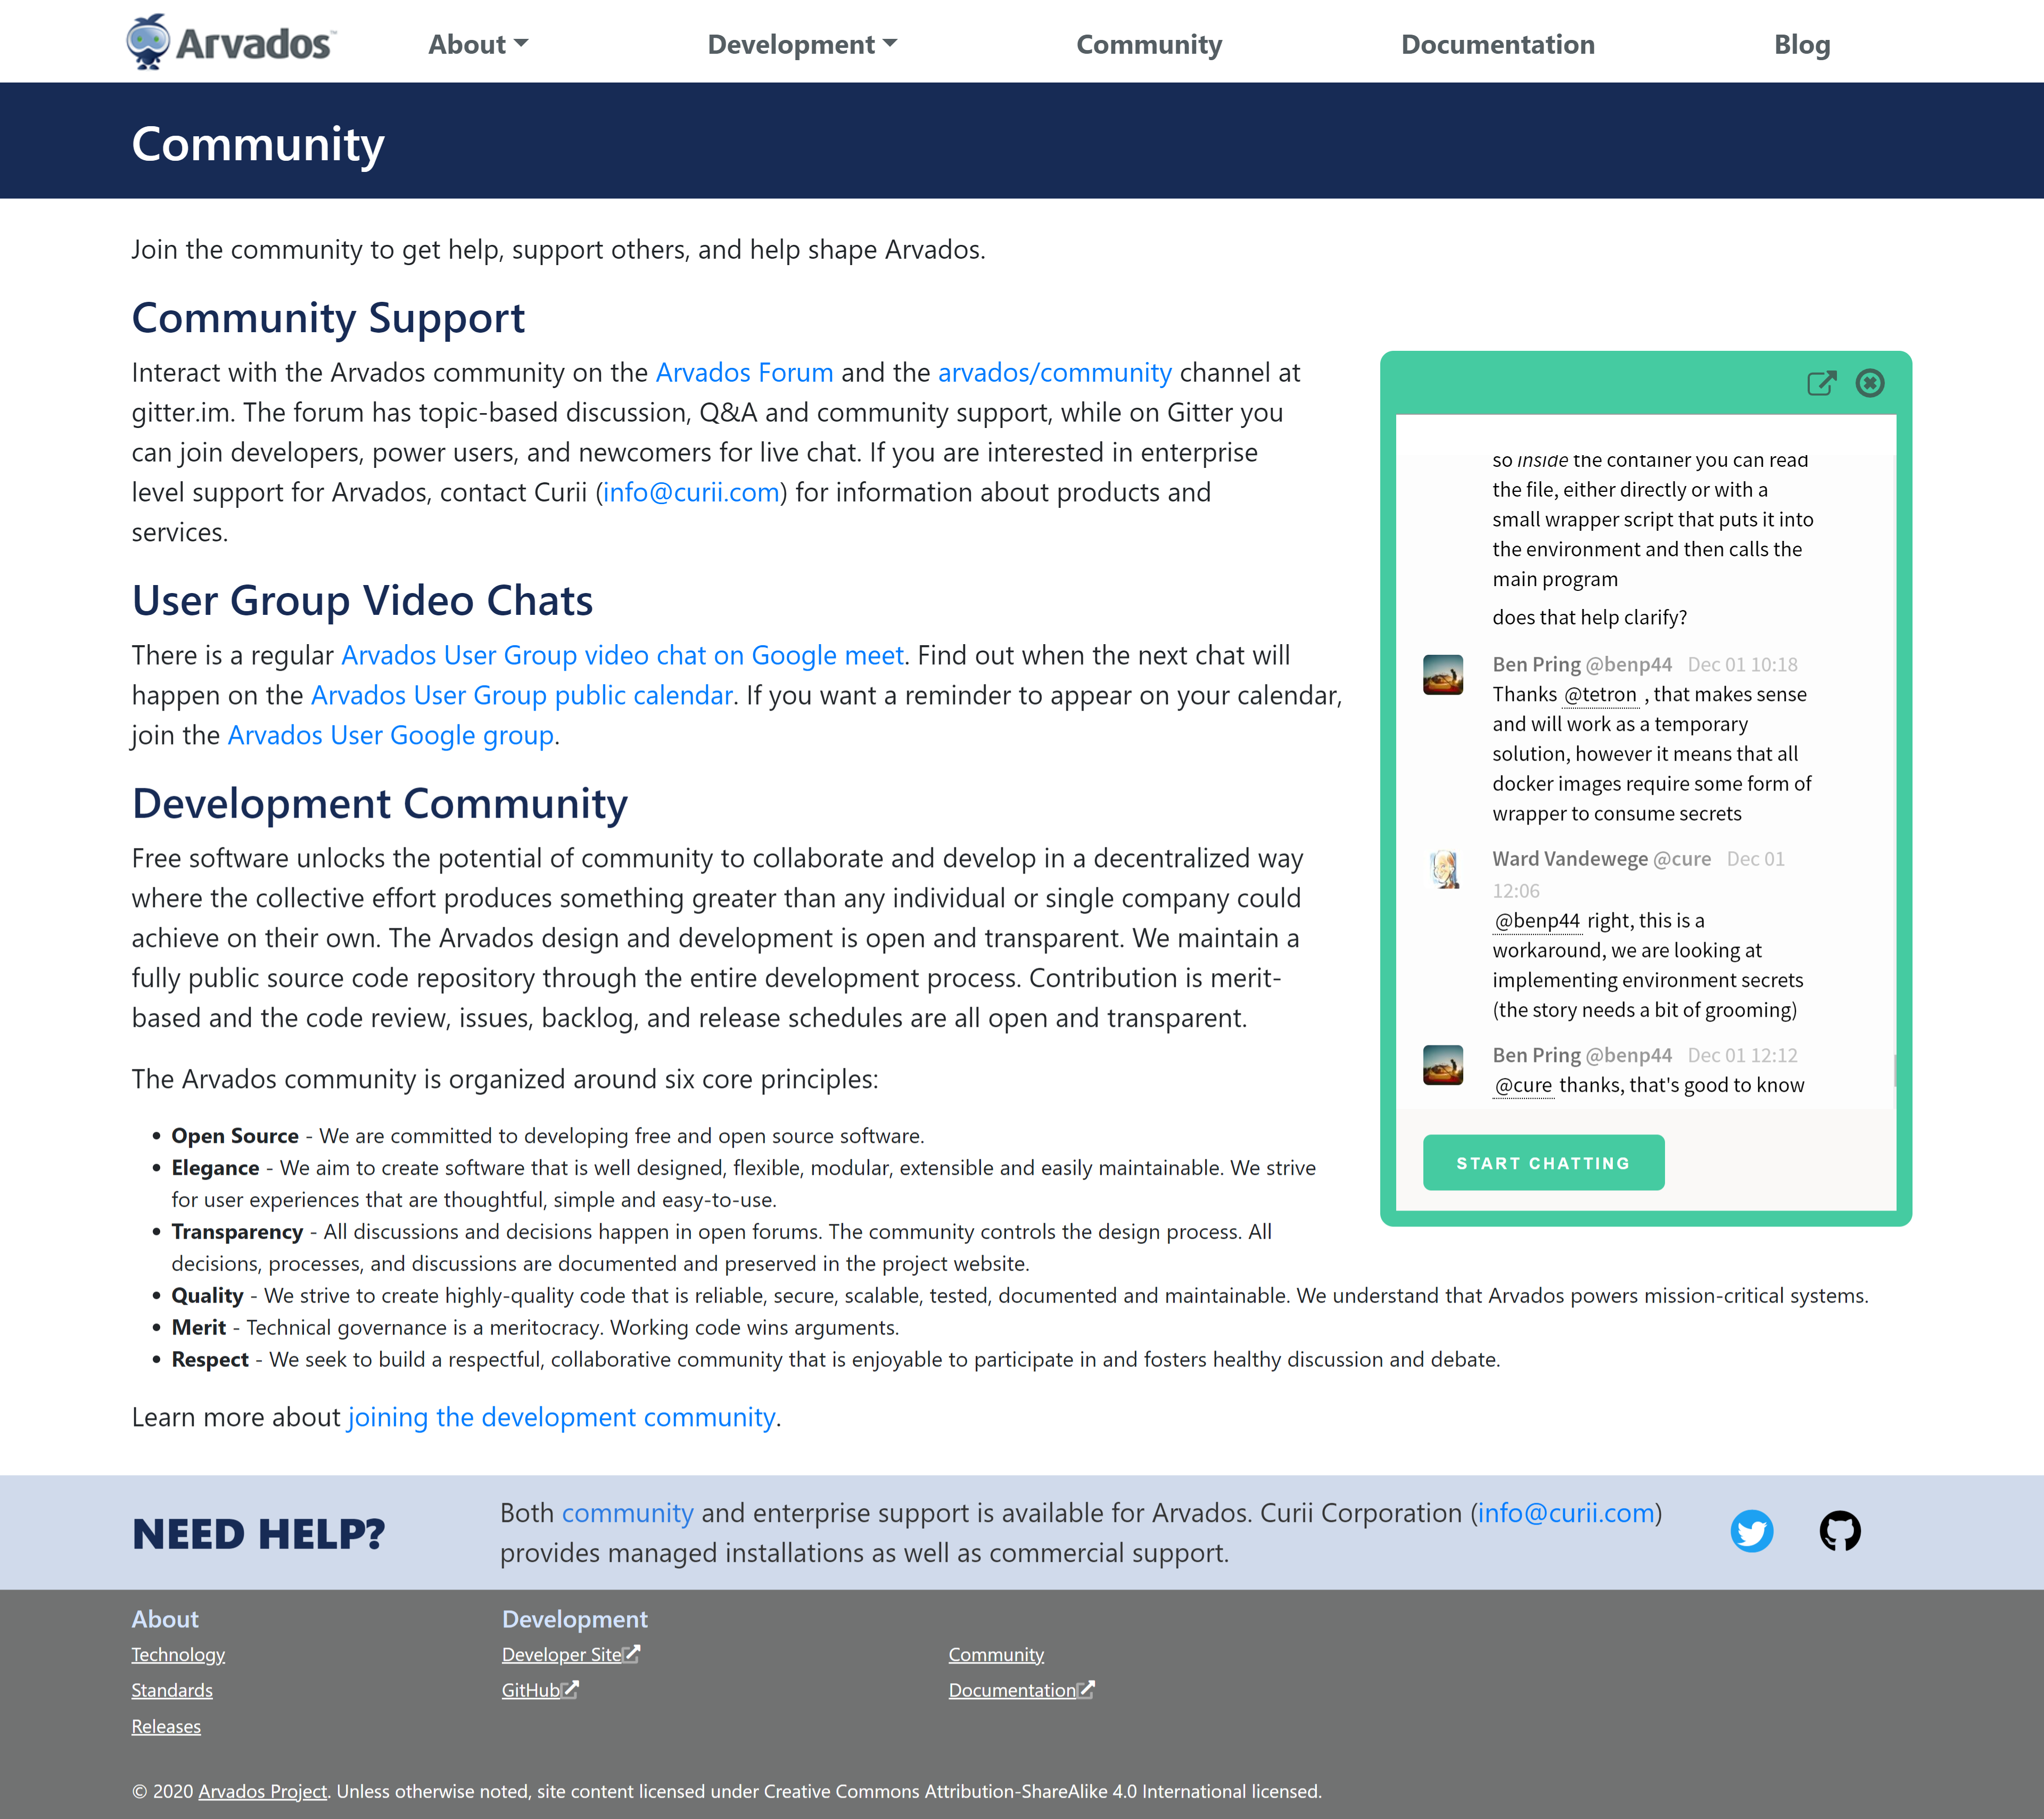 Arvados™
About
Development
Community
Documentation
Blog
Community
Join the community to get help, support others, and help shape Arvados.
Community Support
Interact with the Arvados community on the Arvados Forum and the arvados/community channel at
gitter.im. The forum has topic-based discussion, Q&A and community support, while on Gitter you
can join developers, power users, and newcomers for live chat. If you are interested in enterprise
level support for Arvados, contact Curii (info@curii.com) for information about products and
services.
User Group Video Chats
There is a regular Arvados User Group video chat on Google meet. Find out when the next chat will
happen on the Arvados User Group public calendar. If you want a reminder to appear on your calendar,
join the Arvados User Google group.
Development Community
Free software unlocks the potential of community to collaborate and develop in a decentralized way
where the collective effort produces something greater than any individual or single company could
achieve on their own. The Arvados design and development is open and transparent. We maintain a
fully public source code repository through the entire development process. Contribution is merit-
based and the code review, issues, backlog, and release schedules are all open and transparent.
The Arvados community is organized around six core principles:
• Open Source - We are committed to developing free and open source software.
• Elegance - We aim to create software that is well designed, flexible, modular, extensible and easily maintainable. We strive
for user experiences that are thoughtful, simple and easy-to-use.
• Transparency - All discussions and decisions happen in open forums. The community controls the design process. All
decisions, processes, and discussions are documented and preserved in the project website.
• Quality - We strive to create highly-quality code that is reliable, secure, scalable, tested, documented and maintainable. We understand that Arvados powers mission-critical systems.
• Merit - Technical governance is a meritocracy. Working code wins arguments.
• Respect - We seek to build a respectful, collaborative community that is enjoyable to participate in and fosters healthy discussion and debate.
Learn more about joining the development community.
so inside the container you can read
the file, either directly or with a
small wrapper script that puts it into
the environment and then calls the
main program
does that help clarify?
Ben Pring @benp44 Dec 01 10:18
Thanks @tetron , that makes sense
and will work as a temporary
solution, however it means that all
docker images require some form of
wrapper to consume secrets
Ward Vandewege @cure Dec 01
12:06
@benp44 right, this is a
workaround, we are looking at
implementing environment secrets
(the story needs a bit of grooming)
Ben Pring @benp44 Dec 01 12:12
@cure thanks, that's good to know
START CHATTING
NEED HELP?
Both community and enterprise support is available for Arvados. Curii Corporation (info@curii.com)
provides managed installations as well as commercial support.
About
Technology
Standards
Releases
Development
Developer Site
GitHub
Community
Documentation
© 2020 Arvados Project. Unless otherwise noted, site content licensed under Creative Commons Attribution-ShareAlike 4.0 International licensed.